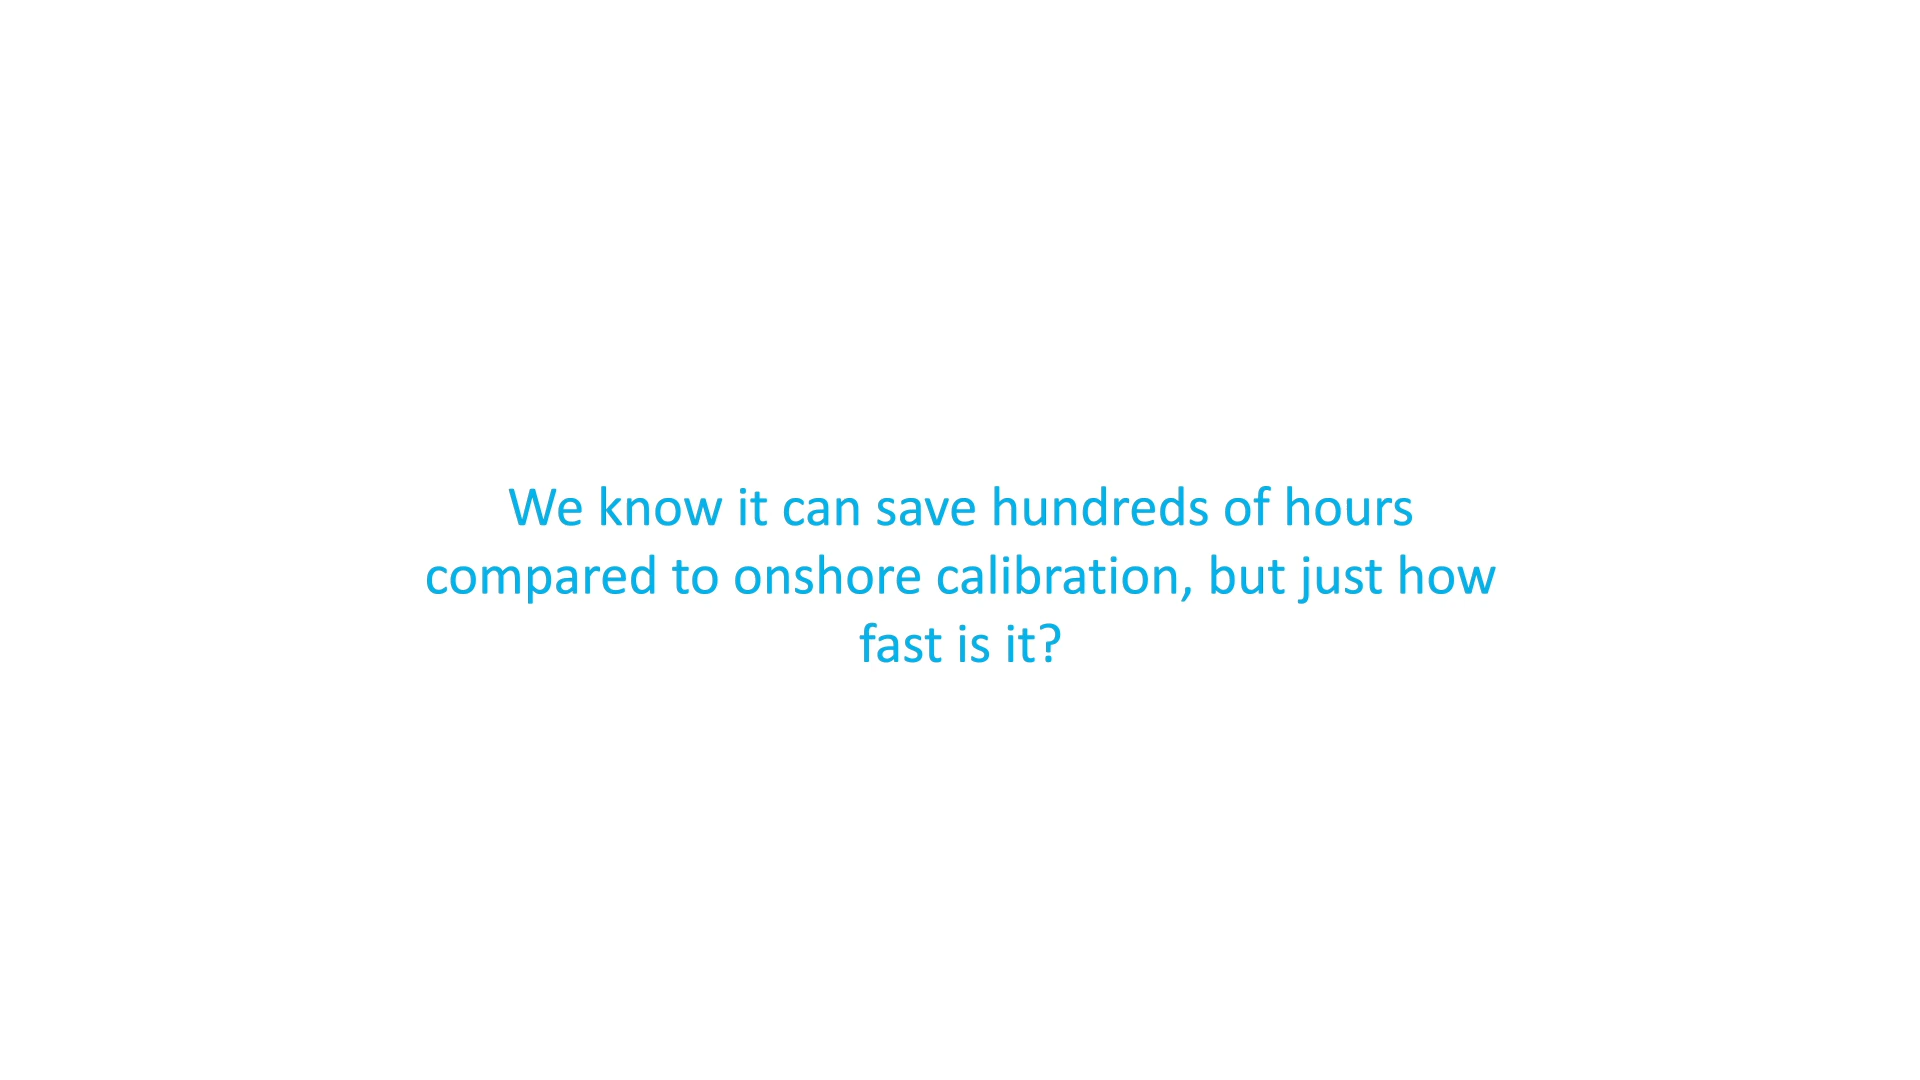 We know it can save hundreds of hours
compared to onshore calibration, but just how
fast is it?